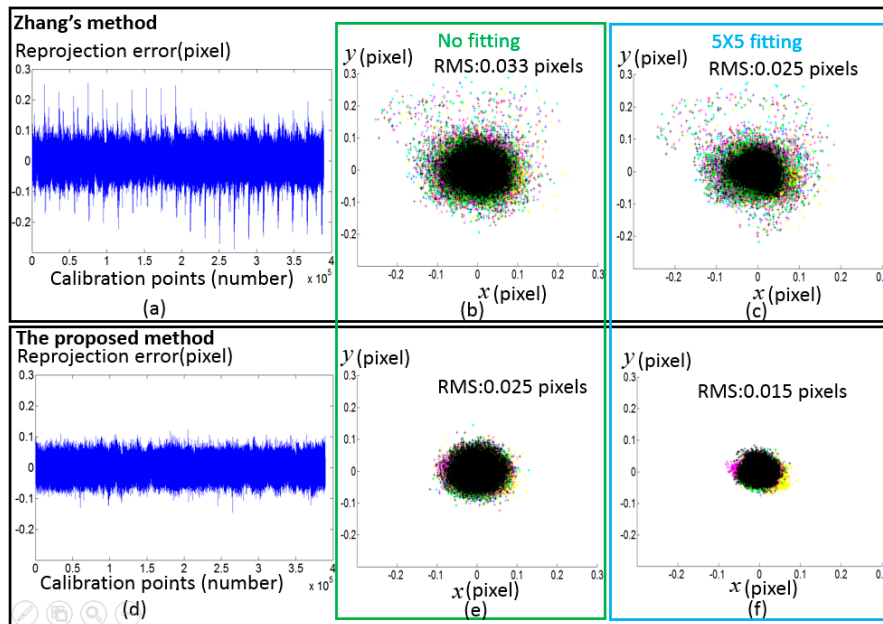 Zhang's method
Reprojection error(pixel)
0.3
0.2
0.1
0
-0.1
-0.2
0 0.5 1 1.5 2 2.5 3 3.5 4
Calibration points (number) × 10 5
(a)
No fitting
y (pixel)
RMS:0.033 pixels
0.3
0.2
0.1
0
-0.1
-0.2
-0.2 -0.1 0 0.1 0.2 0.3
x (pixel)
(b)
5X5 fitting
y (pixel)
RMS:0.025 pixels
0.3
0.2
0.1
0
-0.1
-0.2
-0.2 -0.1 0 0.1 0.2 0.3
x (pixel)
(c)
The proposed method
Reprojection error(pixel)
0.3
0.2
0.1
0
-0.1
-0.2
0 0.5 1 1.5 2 2.5 3 3.5 4
Calibration points (number) × 10 5
(d)
y (pixel)
RMS:0.025 pixels
0.3
0.2
0.1
0
-0.1
-0.2
-0.2 -0.1 0 0.1 0.2 0.3
x (pixel)
(e)
y (pixel)
RMS:0.015 pixels
0.3
0.2
0.1
0
-0.1
-0.2
-0.2 -0.1 0 0.1 0.2 0.3
x (pixel)
(f)